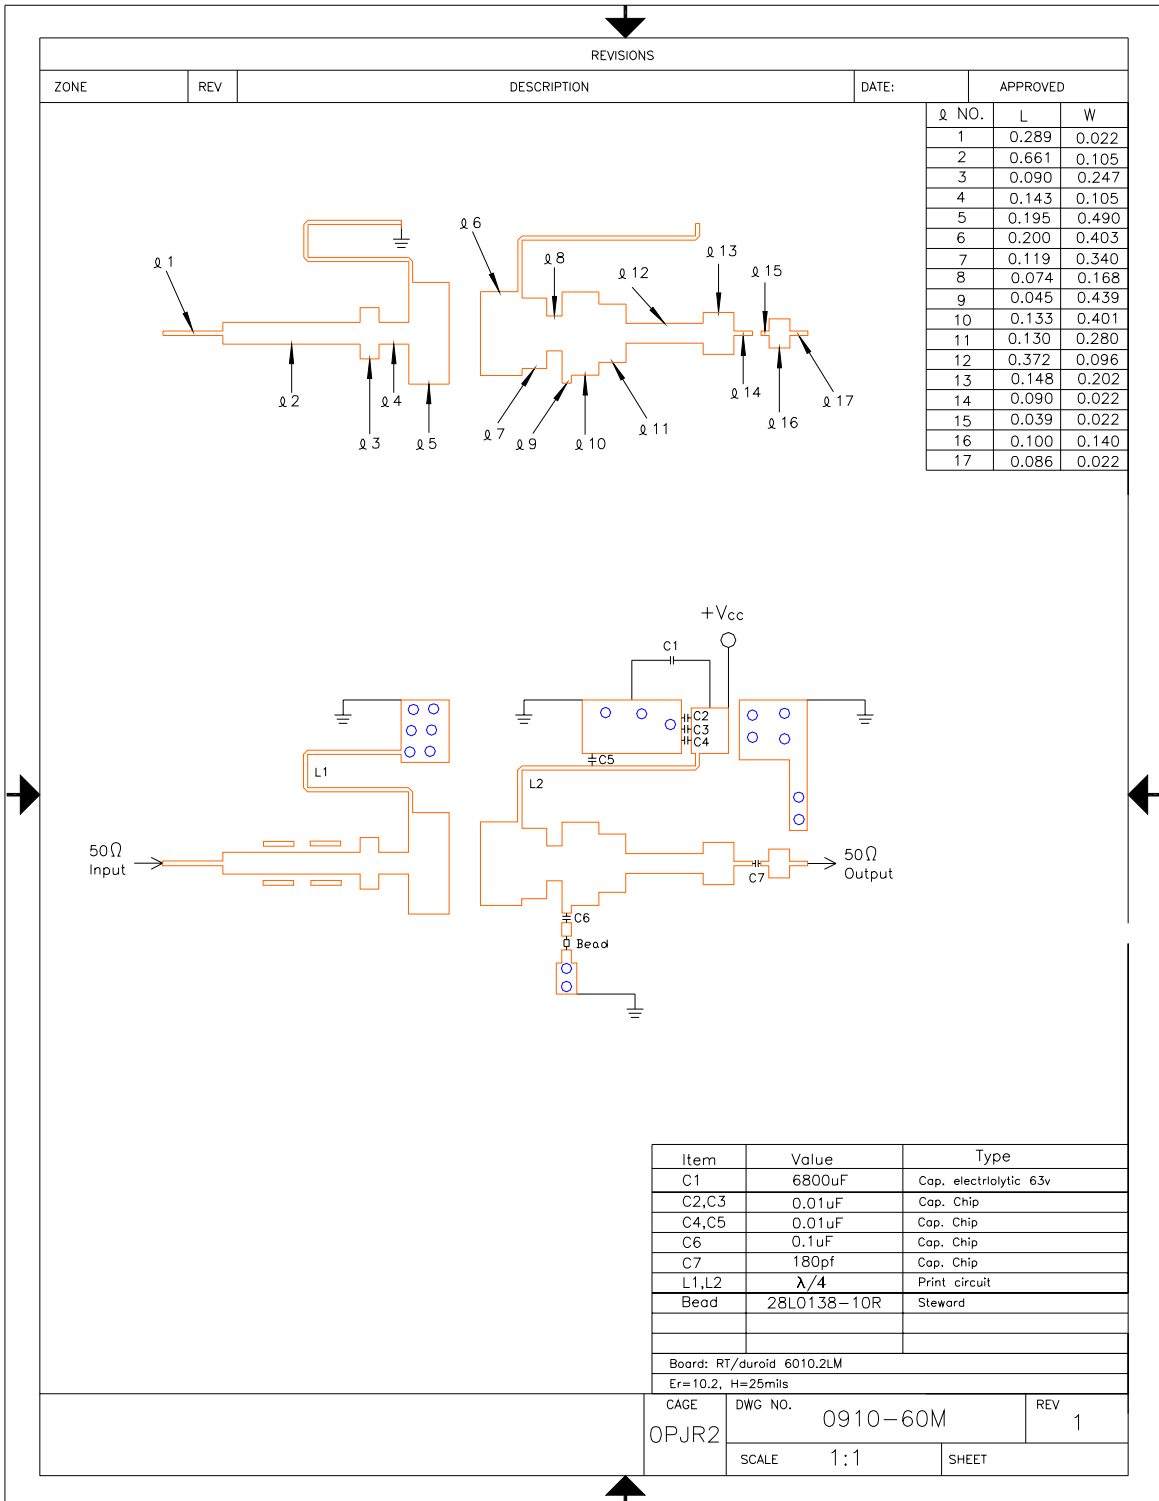 REVISIONS
ZONE REV DESCRIPTION DATE: APPROVED
ℓ NO. L W
1 0.289 0.022
2 0.661 0.105
3 0.090 0.247
4 0.143 0.105
5 0.195 0.490
6 0.200 0.403
7 0.119 0.340
8 0.074 0.168
9 0.045 0.439
10 0.133 0.401
11 0.130 0.280
12 0.372 0.096
13 0.148 0.202
14 0.090 0.022
15 0.039 0.022
16 0.100 0.140
17 0.086 0.022
ℓ 6
ℓ 13
ℓ 1
ℓ 8
ℓ 12
ℓ 15
ℓ 2
ℓ 4
ℓ 14
ℓ 17
ℓ 3
ℓ 5
ℓ 7
ℓ 9
ℓ 10
ℓ 11
ℓ 16
+Vcc
C1
C2
C3
C4
C5
L1
L2
50Ω
Input
50Ω
Output
C7
C6
Bead
Item Value Type
C1 6800uF Cap. electrlolytic 63v
C2,C3 0.01uF Cap. Chip
C4,C5 0.01uF Cap. Chip
C6 0.1uF Cap. Chip
C7 180pf Cap. Chip
L1,L2 λ/4 Print circuit
Bead 28L0138-10R Steward
Board: RT/duroid 6010.2LM
Er=10.2, H=25mils
CAGE DWG NO. REV
OPJR2 0910-60M 1
SCALE 1:1 SHEET